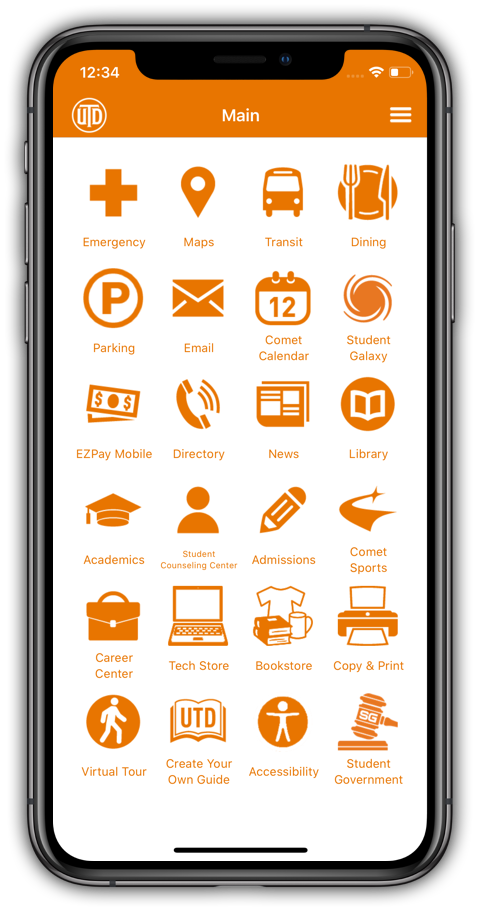 12:34
UTD
Main
Emergency
Maps
Transit
Dining
P
12
Parking
Email
Comet
Calendar
Student
Galaxy
$ $
EZPay Mobile
Directory
News
Library
Academics
Student
Counseling Center
Admissions
Comet
Sports
Career
Center
Tech Store
Bookstore
Copy & Print
UTD
SG
Virtual Tour
Create Your
Own Guide
Accessibility
Student
Government